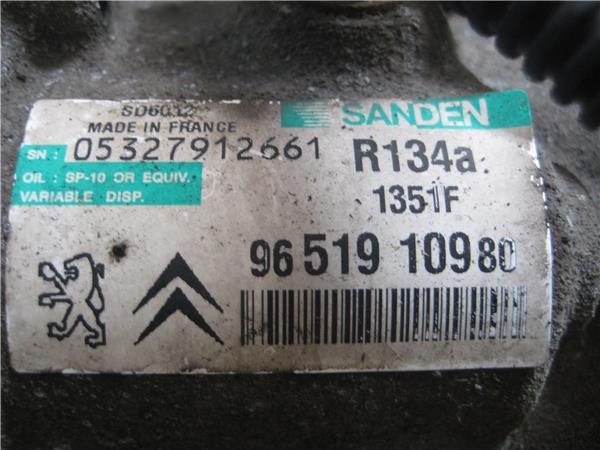 SD6C12
MADE IN FRANCE
SANDEN
SN : 05327912661
R134a
OIL : SP-10 OR EQUIV.
VARIABLE DISP.
1351F
96 519 109 80